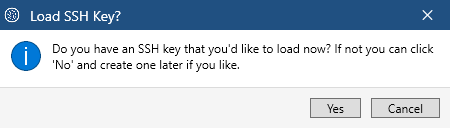 Load SSH Key?
Do you have an SSH key that you'd like to load now? If not you can click
'No' and create one later if you like.
Yes
Cancel